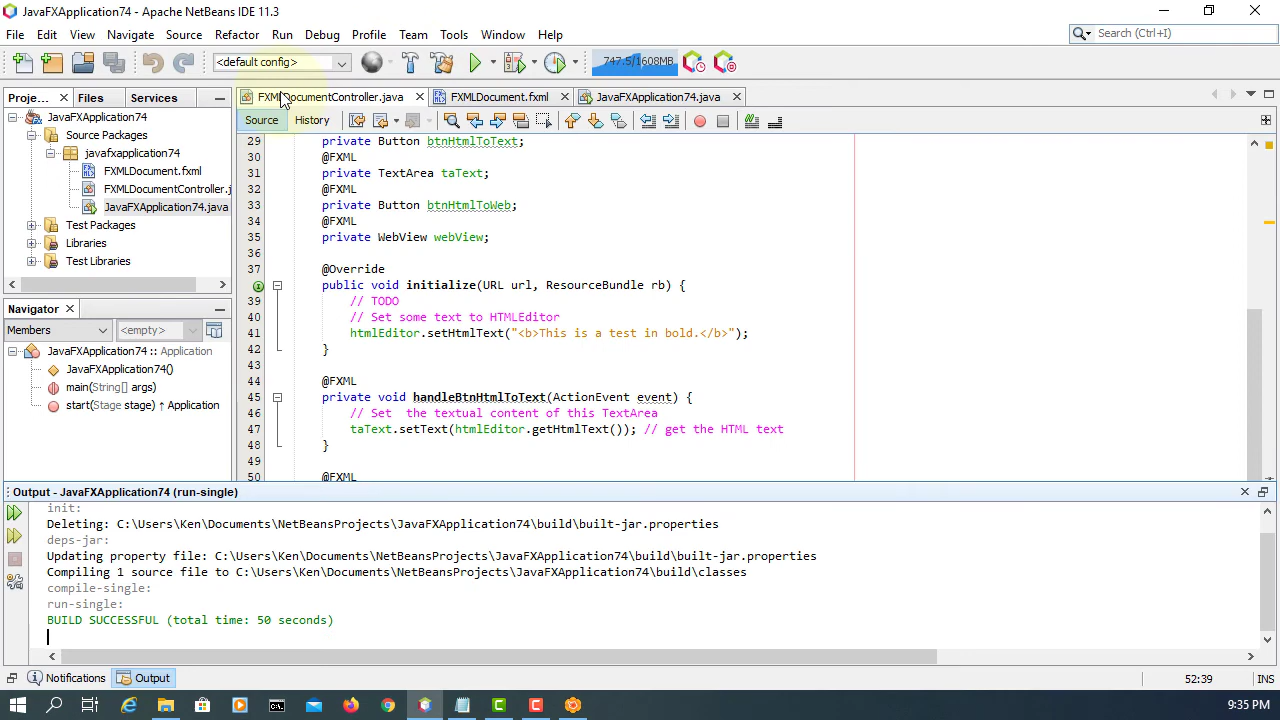 JavaFXApplication74 - Apache NetBeans IDE 11.3
File Edit View Navigate Source Refactor Run Debug Profile Team Tools Window Help
Search (Ctrl+I)
<default config>
747.5/1608MB
Proje... Files Services
FXMLDocumentController.java FXMLDocument.fxml JavaFXApplication74.java
Source History
JavaFXApplication74
Source Packages
javafxapplication74
FXMLDocument.fxml
FXMLDocumentController.j
JavaFXApplication74.java
Test Packages
Libraries
Test Libraries
Navigator
Members <empty>
JavaFXApplication74 :: Application
JavaFXApplication74()
main(String[] args)
start(Stage stage) ↑ Application
29 private Button btnHtmlToText;
30 @FXML
31 private TextArea taText;
32 @FXML
33 private Button btnHtmlToWeb;
34 @FXML
35 private WebView webView;
36
37 @Override
38 public void initialize(URL url, ResourceBundle rb) {
39 // TODO
40 // Set some text to HTMLEditor
41 htmlEditor.setHtmlText("<b>This is a test in bold.</b>");
42 }
43
44 @FXML
45 private void handleBtnHtmlToText(ActionEvent event) {
46 // Set  the textual content of this TextArea
47 taText.setText(htmlEditor.getHtmlText()); // get the HTML text
48 }
49
50 @FXML
Output - JavaFXApplication74 (run-single)
init:
Deleting: C:\Users\Ken\Documents\NetBeansProjects\JavaFXApplication74\build\built-jar.properties
deps-jar:
Updating property file: C:\Users\Ken\Documents\NetBeansProjects\JavaFXApplication74\build\built-jar.properties
Compiling 1 source file to C:\Users\Ken\Documents\NetBeansProjects\JavaFXApplication74\build\classes
compile-single:
run-single:
BUILD SUCCESSFUL (total time: 50 seconds)
Notifications Output
52:39 INS
9:35 PM